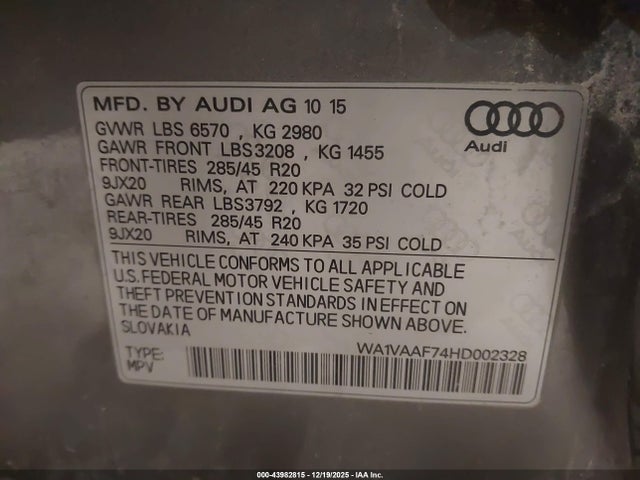 MFD. BY AUDI AG 10 15
Audi
GVWR LBS 6570 , KG 2980
GAWR FRONT LBS3208 , KG 1455
FRONT-TIRES 285/45 R20
9JX20 RIMS, AT 220 KPA 32 PSI COLD
GAWR REAR LBS3792 , KG 1720
REAR-TIRES 285/45 R20
9JX20 RIMS, AT 240 KPA 35 PSI COLD
THIS VEHICLE CONFORMS TO ALL APPLICABLE
U.S. FEDERAL MOTOR VEHICLE SAFETY AND
THEFT PREVENTION STANDARDS IN EFFECT ON
THE DATE OF MANUFACTURE SHOWN ABOVE.
SLOVAKIA
TYPE: WA1VAAF74HD002328
MPV
000-43982815 - 12/19/2025 - IAA Inc.